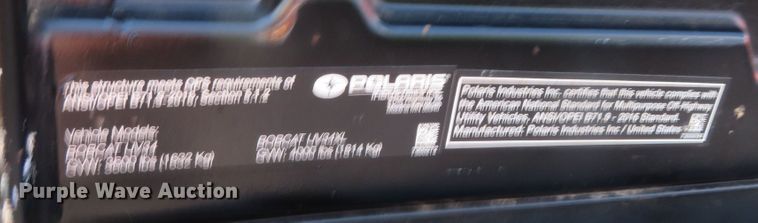 This structure meets OPS requirements of
ANSI/OPEI B71.9 2016, Section 8.1.2
Vehicle Models:
BOBCAT UV34
GVW: 3600 lbs (1632 Kg)
BOBCAT UV34XL
GVW: 4000 lbs (1814 Kg)
POLARIS
Polaris Industries Inc. certifies that this vehicle complies with
the American National Standard for Multipurpose Off-Highway
Utility Vehicles, ANSI/OPEI B71.9 - 2016 Standard.
Manufactured: Polaris Industries Inc / United States
Purple Wave Auction